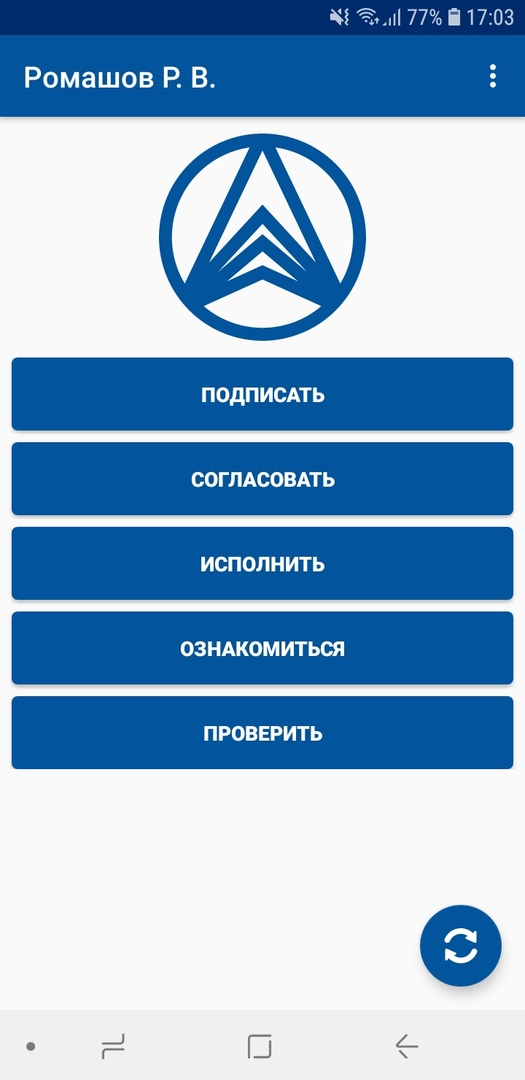 77% 17:03
Ромашов Р. В.
ПОДПИСАТЬ
СОГЛАСОВАТЬ
ИСПОЛНИТЬ
ОЗНАКОМИТЬСЯ
ПРОВЕРИТЬ